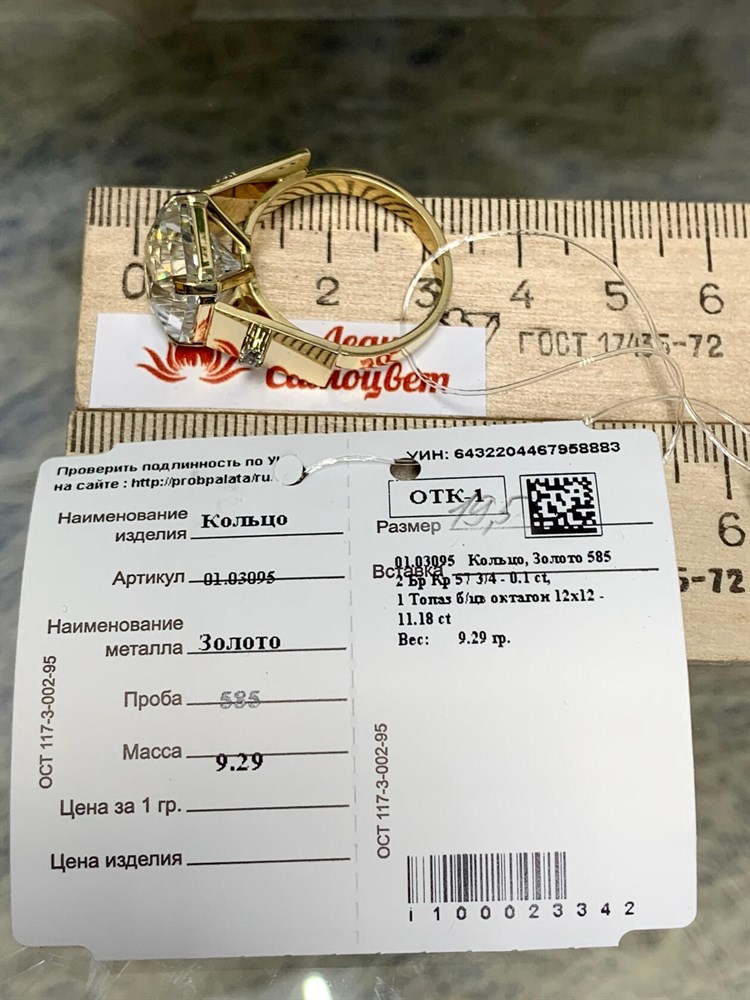 0 2 3 4 5 6
ГОСТ 17435-72
Самоцвет
6
5-72
Проверить подлинность по
на сайте : http://probpalata/ru.
Наименование
изделия Кольцо
Артикул 01.03095
Наименование
металла Золото
Проба 585
Масса 9.29
Цена за 1 гр.
Цена изделия
ОСТ 117-3-002-95
УИН: 6432204467958883
ОТК-1
Размер 19,5
Вставка
01.03095 Кольцо, Золото 585
2 Бр Кр 57 3/4 - 0.1 ct,
1 Топаз б/цв октагон 12x12 -
11.18 ct
Вес: 9.29 гр.
ОСТ 117-3-002-95
i100023342